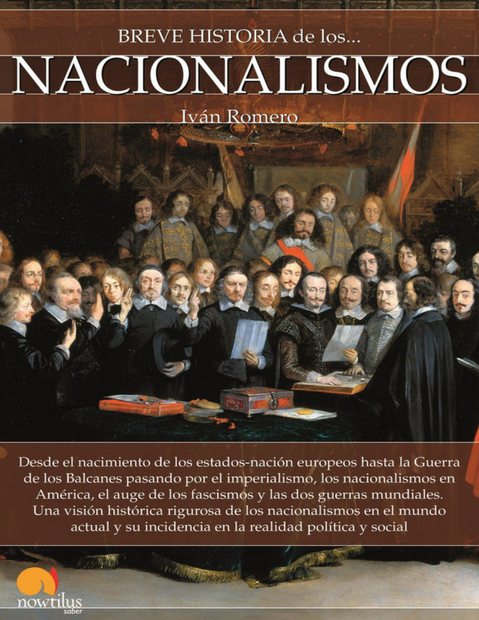 BREVE HISTORIA de los...
NACIONALISMOS
Iván Romero
Desde el nacimiento de los estados-nación europeos hasta la Guerra
de los Balcanes pasando por el imperialismo, los nacionalismos en
América, el auge de los fascismos y las dos guerras mundiales.
Una visión histórica rigurosa de los nacionalismos en el mundo
actual y su incidencia en la realidad política y social
nowtilus
saber